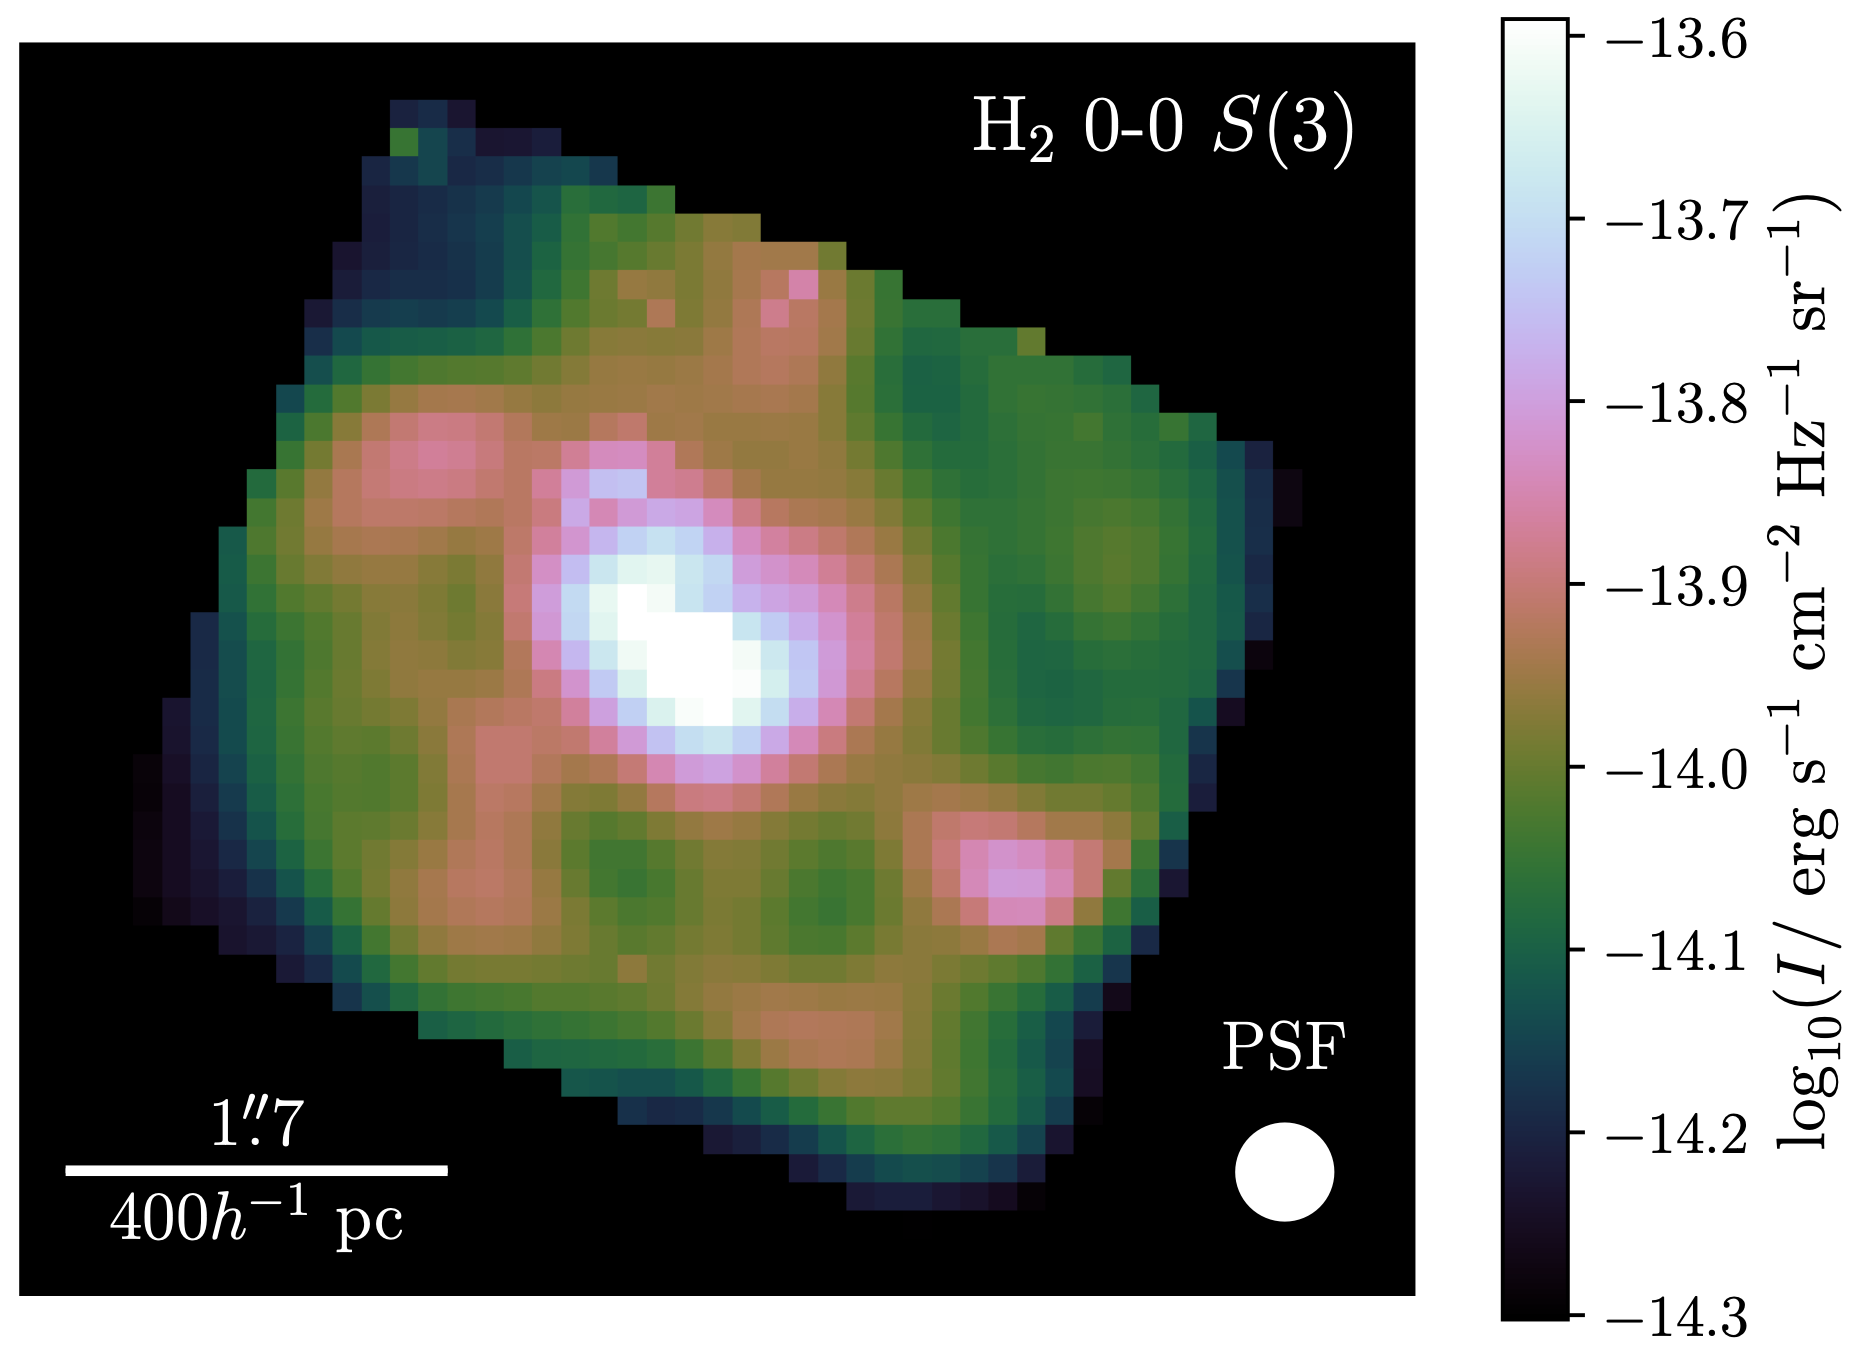 H₂ 0-0 S(3)
PSF
1″.7
400h⁻¹ pc
−13.6
−13.7
−13.8
−13.9
−14.0
−14.1
−14.2
−14.3
log₁₀(I/ erg s⁻¹ cm⁻² Hz⁻¹ sr⁻¹)